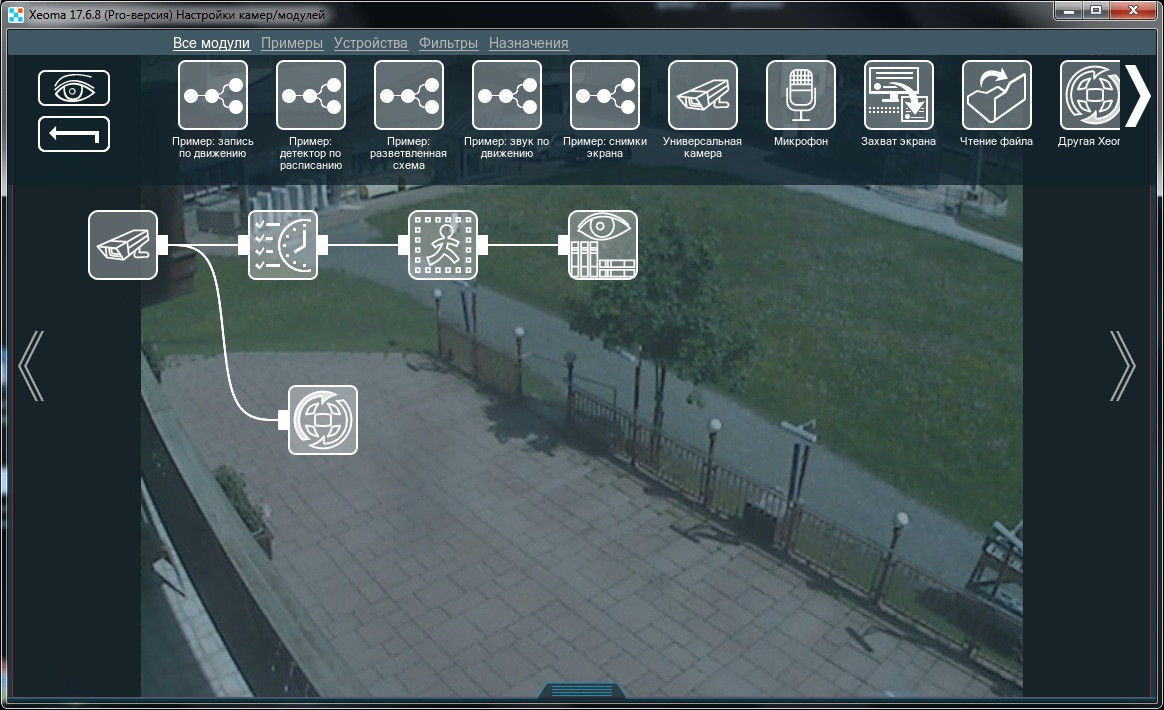 Xeoma 17.6.8 (Pro-версия) Настройки камер/модулей
Все модули Примеры Устройства Фильтры Назначения
Пример: запись
по движению
Пример:
детектор по
расписанию
Пример:
разветвленная
схема
Пример: звук по
движению
Пример: снимки
экрана
Универсальная
камера
Микрофон
Захват экрана
Чтение файла
Другая Xeor